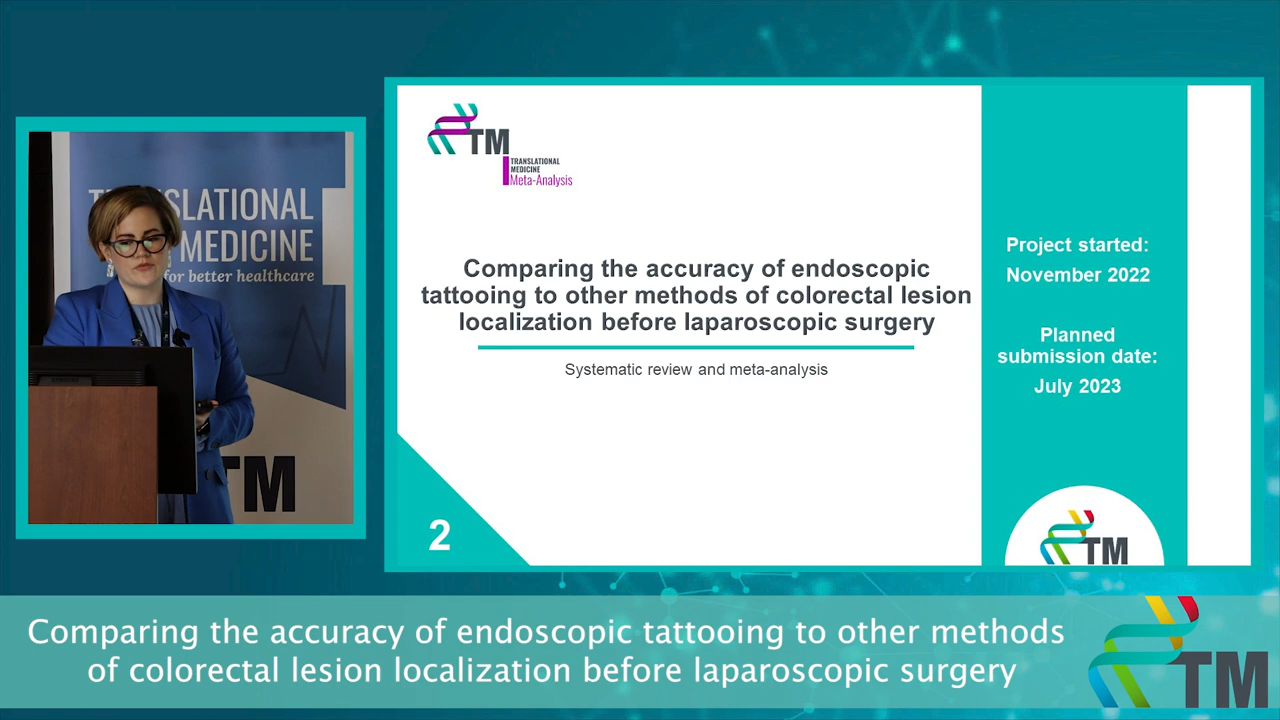 TRANSLATIONAL
MEDICINE
for better healthcare
TM
TM
TRANSLATIONAL
MEDICINE
Meta-Analysis
Comparing the accuracy of endoscopic
tattooing to other methods of colorectal lesion
localization before laparoscopic surgery
Systematic review and meta-analysis
2
Project started:
November 2022
Planned
submission date:
July 2023
TM
Comparing the accuracy of endoscopic tattooing to other methods
of colorectal lesion localization before laparoscopic surgery
TM